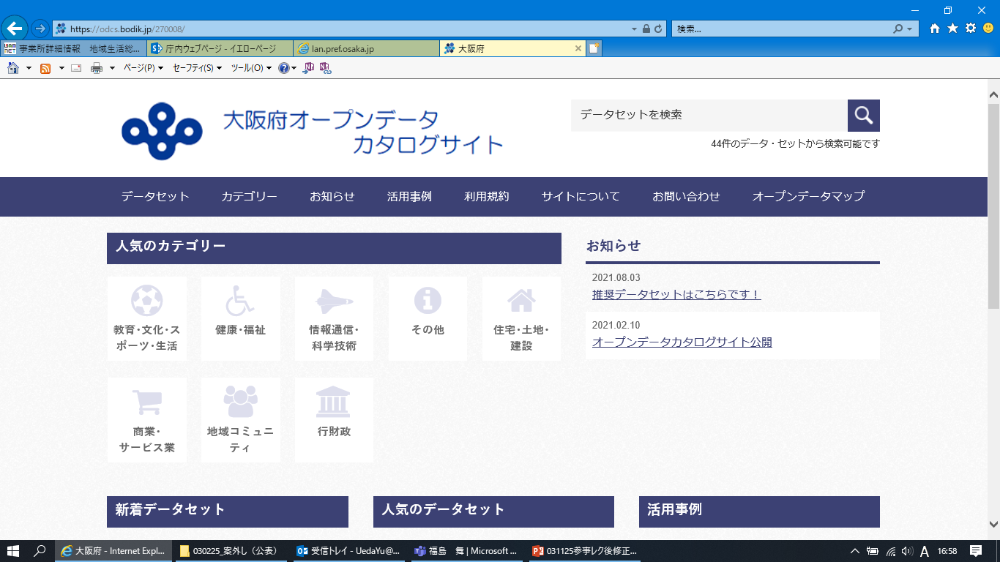 https://odcs.bodik.jp/270008/
検索...
事業所詳細情報　地域生活総...
庁内ウェブページ - イエローページ
lan.pref.osaka.jp
大阪府
ページ(P)
セーフティ(S)
ツール(O)
大阪府オープンデータ
カタログサイト
データセットを検索
44件のデータ・セットから検索可能です
データセット
カテゴリー
お知らせ
活用事例
利用規約
サイトについて
お問い合わせ
オープンデータマップ
人気のカテゴリー
教育･文化･ス
ポーツ･生活
健康･福祉
情報通信･
科学技術
その他
住宅･土地･
建設
商業･
サービス業
地域コミュニ
ティ
行財政
お知らせ
2021.08.03
推奨データセットはこちらです！
2021.02.10
オープンデータカタログサイト公開
新着データセット
人気のデータセット
活用事例
大阪府 - Internet Expl...
030225_案外し（公表）
受信トレイ - UedaYu@...
福島　舞 | Microsoft ...
031125参事レク後修正...
A
16:58